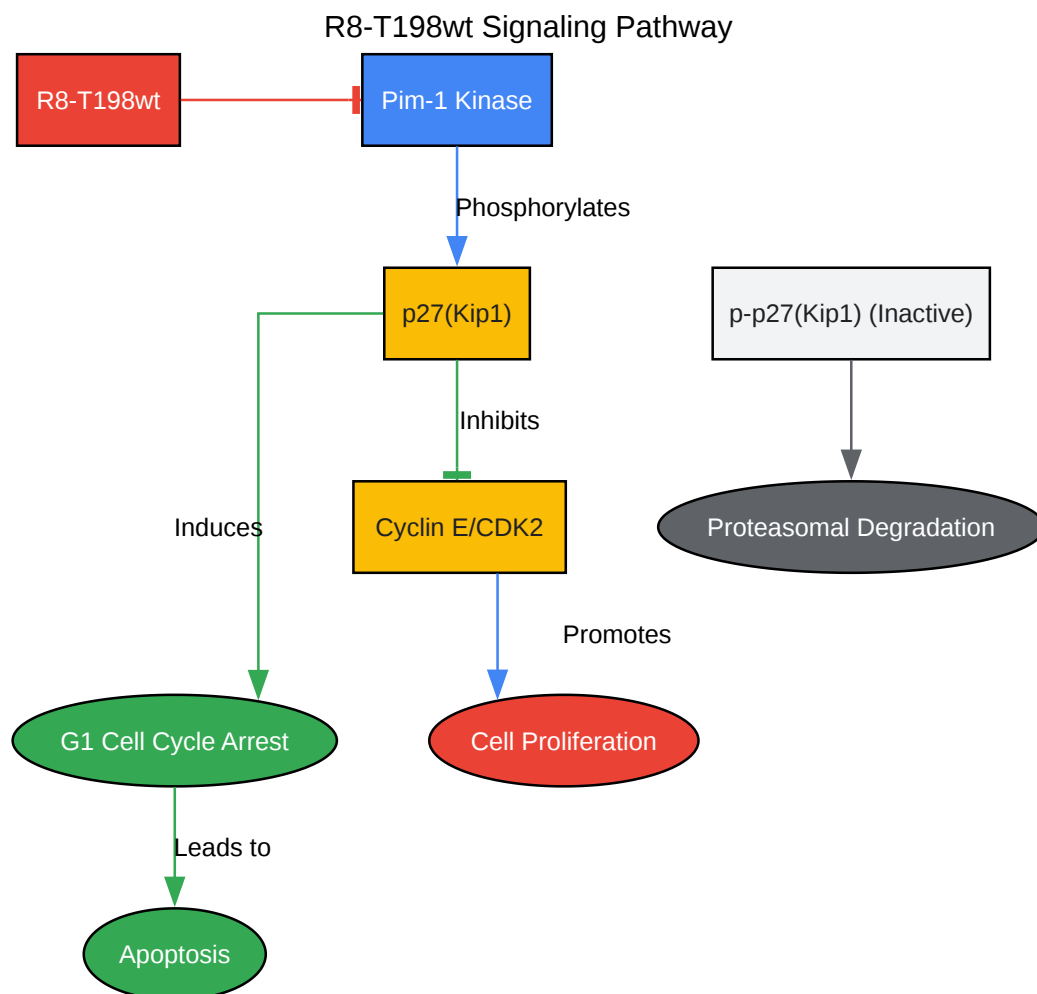 R8-T198wt Signaling Pathway
R8-T198wt
Pim-1 Kinase
Phosphorylates
p27(Kip1)
p-p27(Kip1) (Inactive)
Inhibits
Induces
Cyclin E/CDK2
Proteasomal Degradation
Promotes
G1 Cell Cycle Arrest
Cell Proliferation
Leads to
Apoptosis